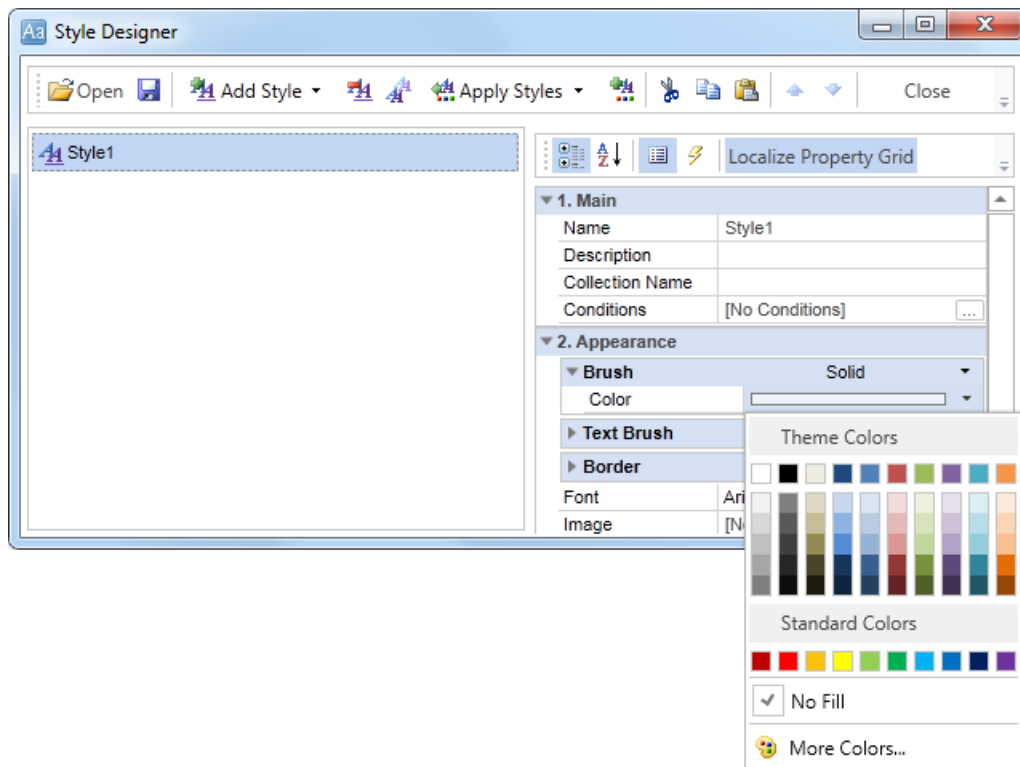 Aa Style Designer
Open Add Style Apply Styles Close
Style1
Localize Property Grid
1. Main
Name Style1
Description
Collection Name
Conditions [No Conditions] ...
2. Appearance
Brush Solid
Color
Text Brush
Border
Font
Image
Theme Colors
Standard Colors
No Fill
More Colors...